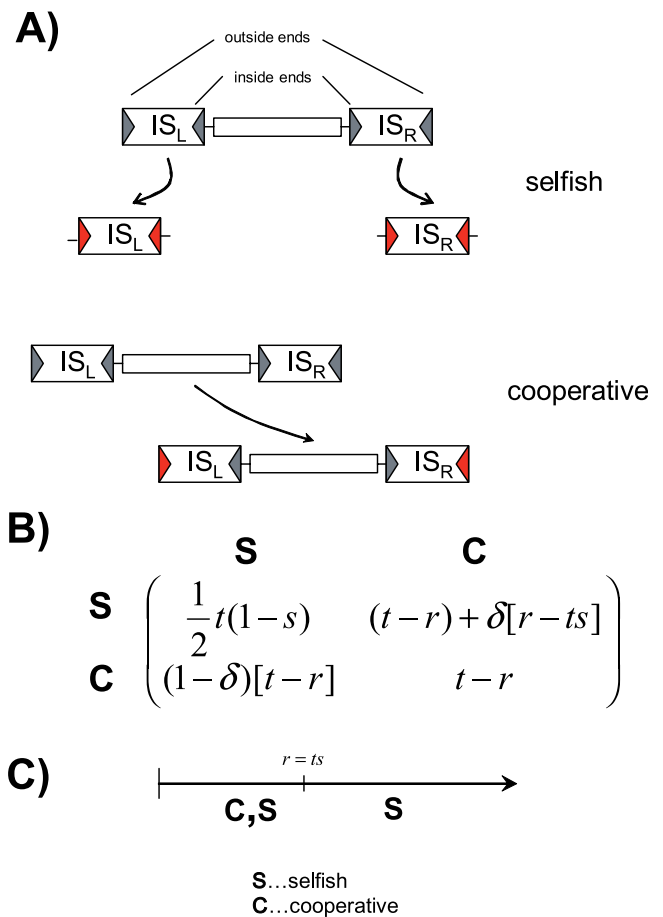 A)
outside ends
inside ends
IS_L IS_R
selfish
IS_L IS_R
IS_L IS_R
cooperative
IS_L IS_R
B)
S C
S 1/2 t(1−s) (t−r)+δ[r−ts]
C (1−δ)[t−r] t−r
C)
r = ts
C,S S
S...selfish
C...cooperative